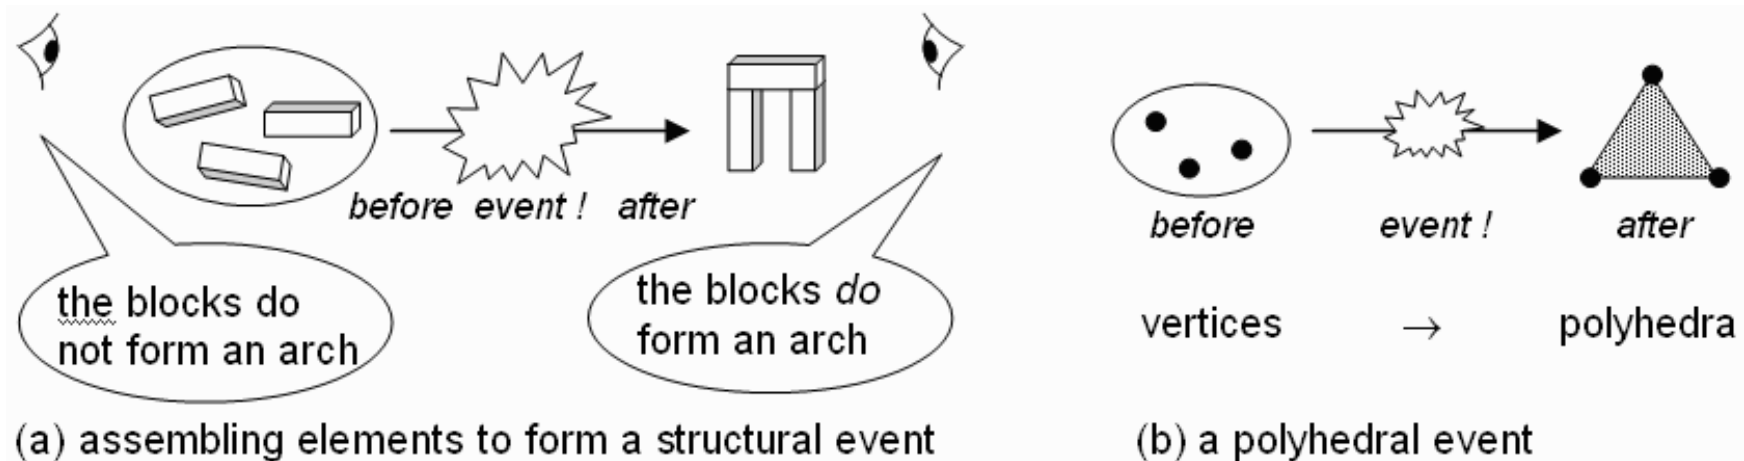 before event ! after
the blocks do
not form an arch
the blocks do
form an arch
(a) assembling elements to form a structural event
before event ! after
vertices → polyhedra
(b) a polyhedral event